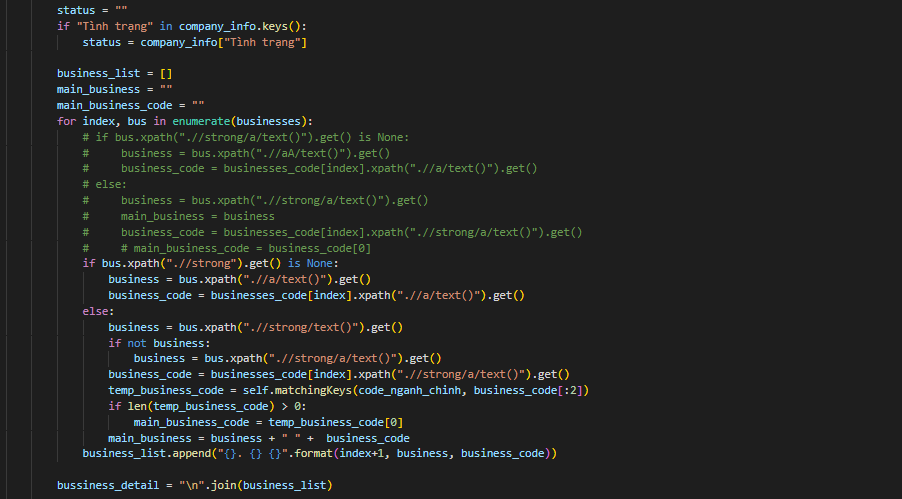 status = ""
if "Tình trạng" in company_info.keys():
    status = company_info["Tình trạng"]

business_list = []
main_business = ""
main_business_code = ""
for index, bus in enumerate(businesses):
    # if bus.xpath(".//strong/a/text()").get() is None:
    #     business = bus.xpath(".//aA/text()").get()
    #     business_code = businesses_code[index].xpath(".//a/text()").get()
    # else:
    #     business = bus.xpath(".//strong/a/text()").get()
    #     main_business = business
    #     business_code = businesses_code[index].xpath(".//strong/a/text()").get()
    #     # main_business_code = business_code[0]
    if bus.xpath(".//strong").get() is None:
        business = bus.xpath(".//a/text()").get()
        business_code = businesses_code[index].xpath(".//a/text()").get()
    else:
        business = bus.xpath(".//strong/text()").get()
        if not business:
            business = bus.xpath(".//strong/a/text()").get()
        business_code = businesses_code[index].xpath(".//strong/a/text()").get()
        temp_business_code = self.matchingKeys(code_nganh_chinh, business_code[:2])
        if len(temp_business_code) > 0:
            main_business_code = temp_business_code[0]
        main_business = business + " " +  business_code
    business_list.append("{}. {} {}".format(index+1, business, business_code))

bussiness_detail = "\n".join(business_list)